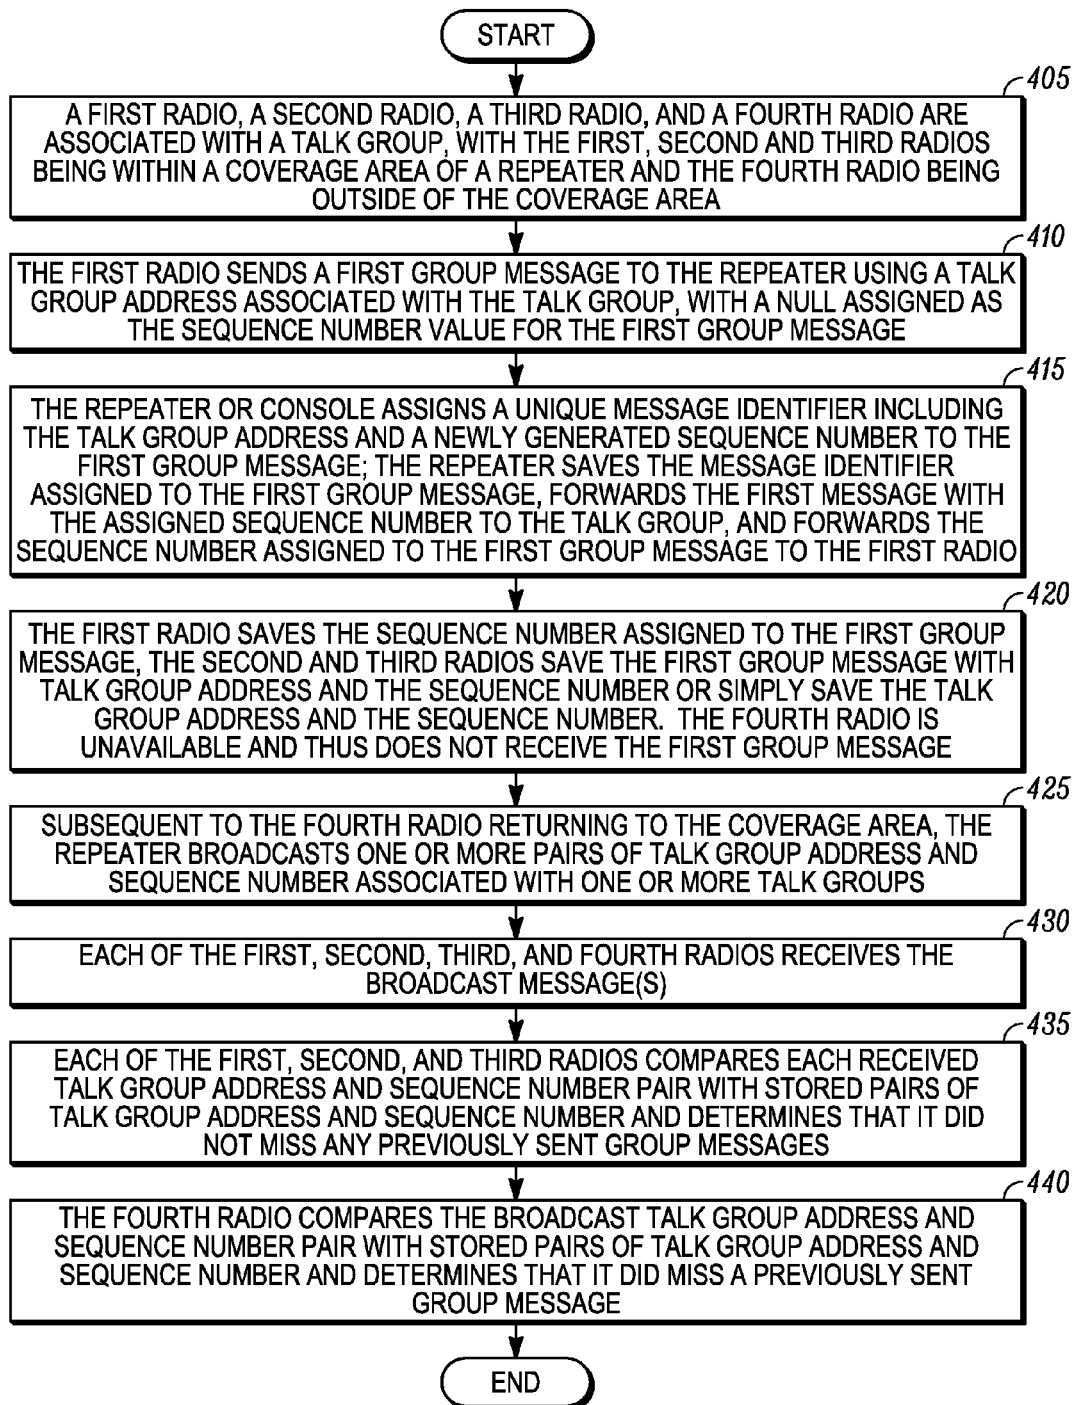 START
405
A FIRST RADIO, A SECOND RADIO, A THIRD RADIO, AND A FOURTH RADIO ARE
ASSOCIATED WITH A TALK GROUP, WITH THE FIRST, SECOND AND THIRD RADIOS
BEING WITHIN A COVERAGE AREA OF A REPEATER AND THE FOURTH RADIO BEING
OUTSIDE OF THE COVERAGE AREA
410
THE FIRST RADIO SENDS A FIRST GROUP MESSAGE TO THE REPEATER USING A TALK
GROUP ADDRESS ASSOCIATED WITH THE TALK GROUP, WITH A NULL ASSIGNED AS
THE SEQUENCE NUMBER VALUE FOR THE FIRST GROUP MESSAGE
415
THE REPEATER OR CONSOLE ASSIGNS A UNIQUE MESSAGE IDENTIFIER INCLUDING
THE TALK GROUP ADDRESS AND A NEWLY GENERATED SEQUENCE NUMBER TO THE
FIRST GROUP MESSAGE; THE REPEATER SAVES THE MESSAGE IDENTIFIER
ASSIGNED TO THE FIRST GROUP MESSAGE, FORWARDS THE FIRST MESSAGE WITH
THE ASSIGNED SEQUENCE NUMBER TO THE TALK GROUP, AND FORWARDS THE
SEQUENCE NUMBER ASSIGNED TO THE FIRST GROUP MESSAGE TO THE FIRST RADIO
420
THE FIRST RADIO SAVES THE SEQUENCE NUMBER ASSIGNED TO THE FIRST GROUP
MESSAGE, THE SECOND AND THIRD RADIOS SAVE THE FIRST GROUP MESSAGE WITH
TALK GROUP ADDRESS AND THE SEQUENCE NUMBER OR SIMPLY SAVE THE TALK
GROUP ADDRESS AND THE SEQUENCE NUMBER. THE FOURTH RADIO IS
UNAVAILABLE AND THUS DOES NOT RECEIVE THE FIRST GROUP MESSAGE
425
SUBSEQUENT TO THE FOURTH RADIO RETURNING TO THE COVERAGE AREA, THE
REPEATER BROADCASTS ONE OR MORE PAIRS OF TALK GROUP ADDRESS AND
SEQUENCE NUMBER ASSOCIATED WITH ONE OR MORE TALK GROUPS
430
EACH OF THE FIRST, SECOND, THIRD, AND FOURTH RADIOS RECEIVES THE
BROADCAST MESSAGE(S)
435
EACH OF THE FIRST, SECOND, AND THIRD RADIOS COMPARES EACH RECEIVED
TALK GROUP ADDRESS AND SEQUENCE NUMBER PAIR WITH STORED PAIRS OF
TALK GROUP ADDRESS AND SEQUENCE NUMBER AND DETERMINES THAT IT DID
NOT MISS ANY PREVIOUSLY SENT GROUP MESSAGES
440
THE FOURTH RADIO COMPARES THE BROADCAST TALK GROUP ADDRESS AND
SEQUENCE NUMBER PAIR WITH STORED PAIRS OF TALK GROUP ADDRESS AND
SEQUENCE NUMBER AND DETERMINES THAT IT DID MISS A PREVIOUSLY SENT
GROUP MESSAGE
END